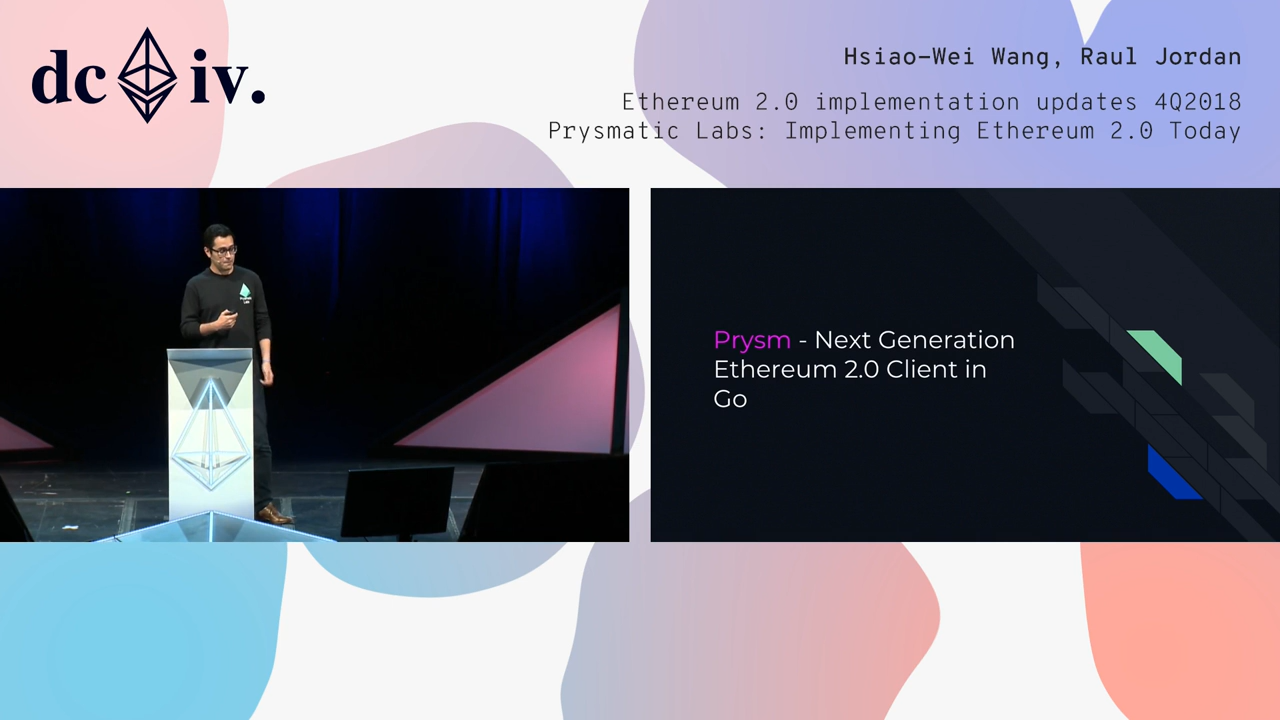 dc iv.
Hsiao-Wei Wang, Raul Jordan
Ethereum 2.0 implementation updates 4Q2018
Prysmatic Labs: Implementing Ethereum 2.0 Today
Prysm - Next Generation
Ethereum 2.0 Client in
Go